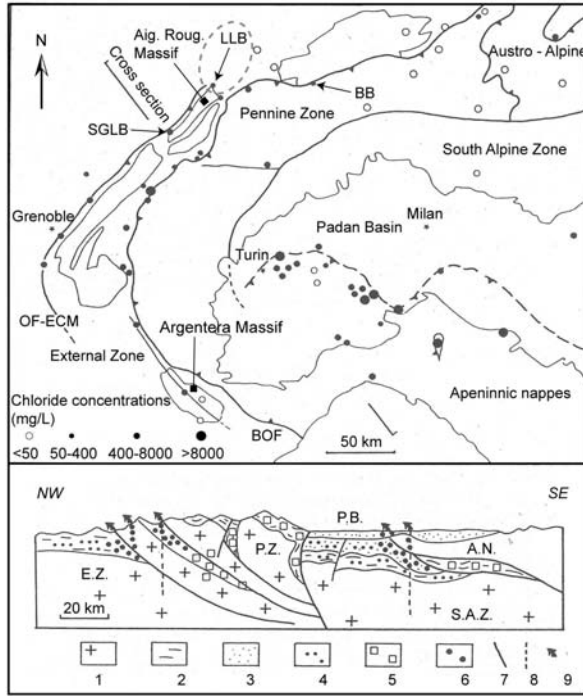 N
Aig. Roug.
Massif
LLB
Austro - Alpine
Cross section
BB
Pennine Zone
SGLB
South Alpine Zone
Grenoble
Padan Basin
Milan
Turin
OF-ECM
Argentera Massif
External Zone
Apeninnic nappes
Chloride concentrations
(mg/L)
BOF
50 km
<50 50-400 400-8000 >8000
NW
SE
P.B.
P.Z.
A.N.
E.Z.
S.A.Z.
20 km
1 2 3 4 5 6 7 8 9